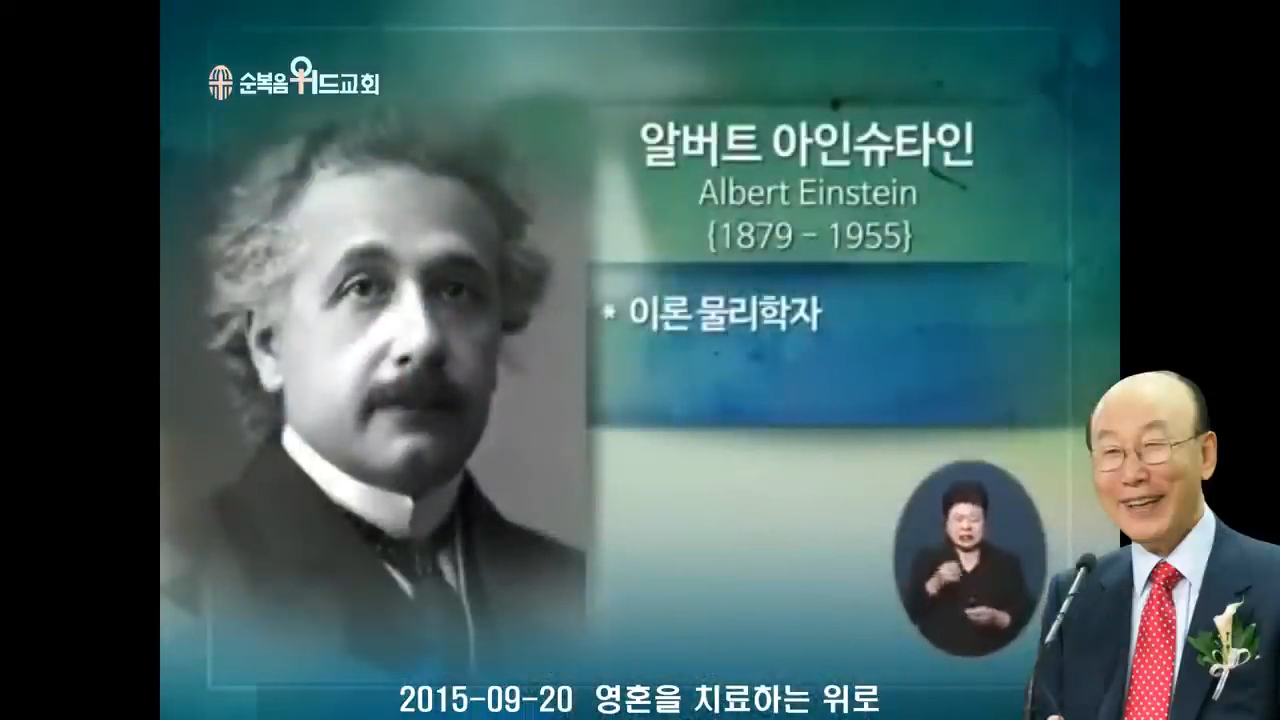 순복음워드교회
알버트 아인슈타인
Albert Einstein
{1879 - 1955}
* 이론 물리학자
2015-09-20 영혼을 치료하는 위로